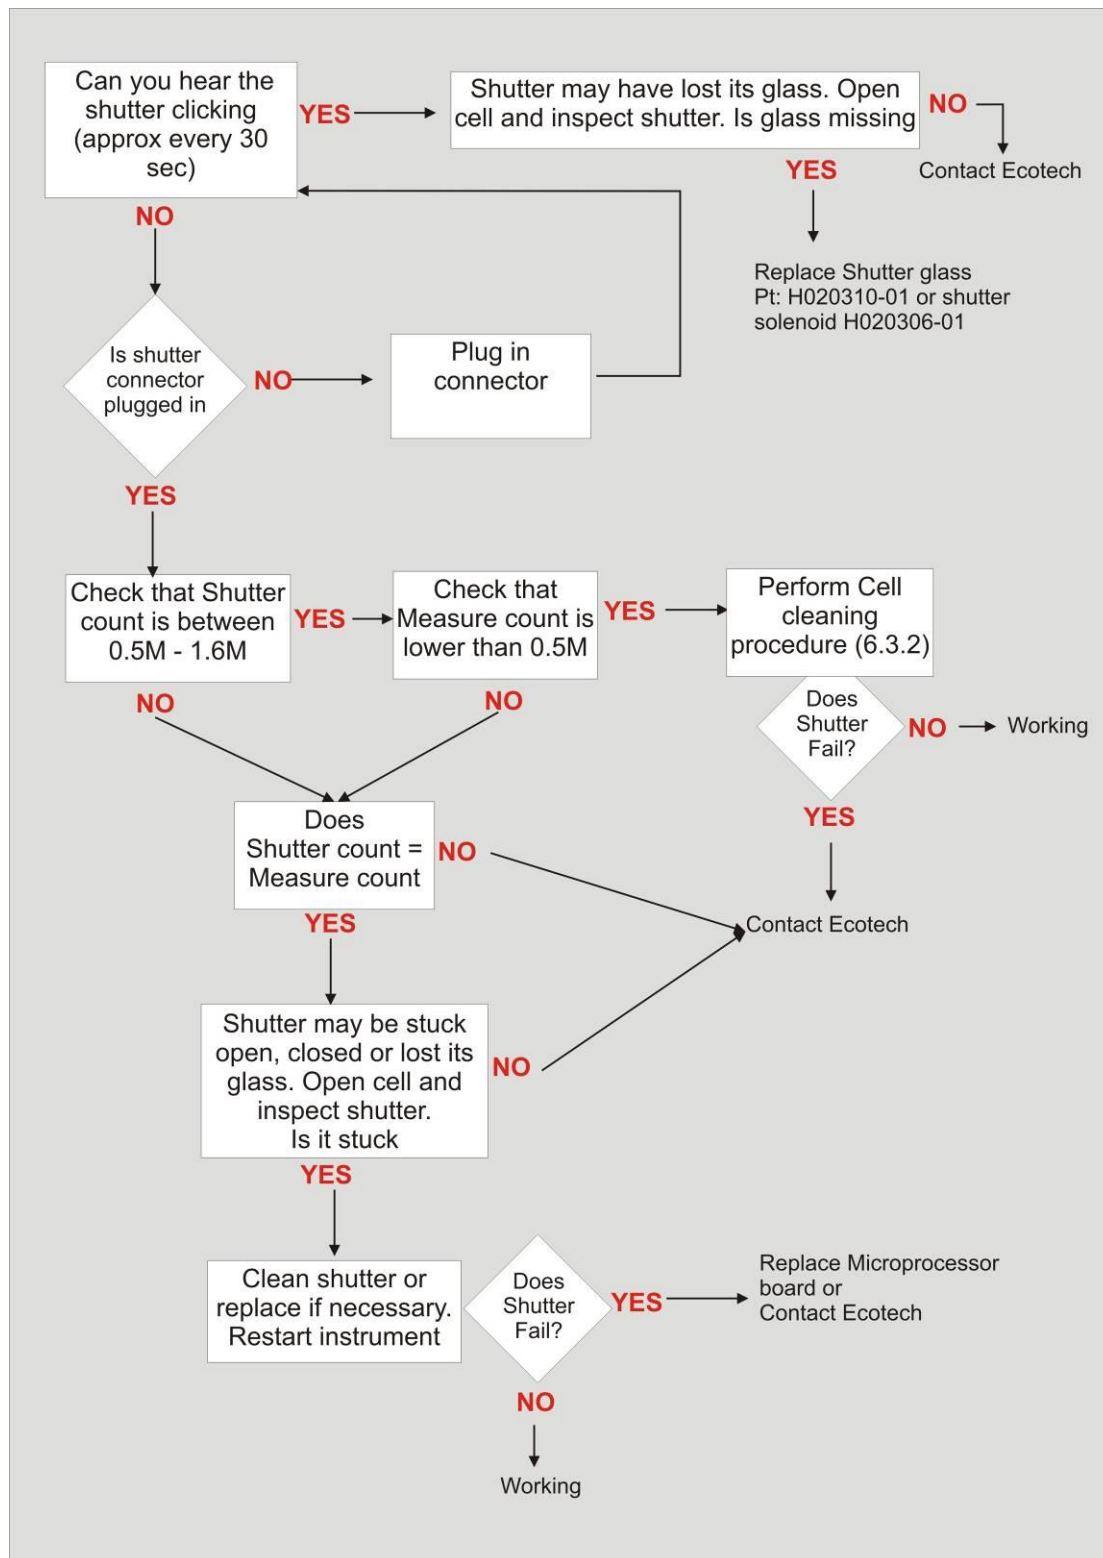 Can you hear the
shutter clicking
(approx every 30
sec)
YES
Shutter may have lost its glass. Open
cell and inspect shutter. Is glass missing
NO
Contact Ecotech
YES
Replace Shutter glass
Pt: H020310-01 or shutter
solenoid H020306-01
NO
Is shutter
connector
plugged in
NO
Plug in
connector
YES
Check that Shutter
count is between
0.5M - 1.6M
YES
Check that
Measure count is
lower than 0.5M
YES
Perform Cell
cleaning
procedure (6.3.2)
Does
Shutter
Fail?
NO
Working
YES
Contact Ecotech
NO
NO
Does
Shutter count =
Measure count
NO
YES
Shutter may be stuck
open, closed or lost its
glass. Open cell and
inspect shutter.
Is it stuck
NO
YES
Clean shutter or
replace if necessary.
Restart instrument
Does
Shutter
Fail?
YES
Replace Microprocessor
board or
Contact Ecotech
NO
Working